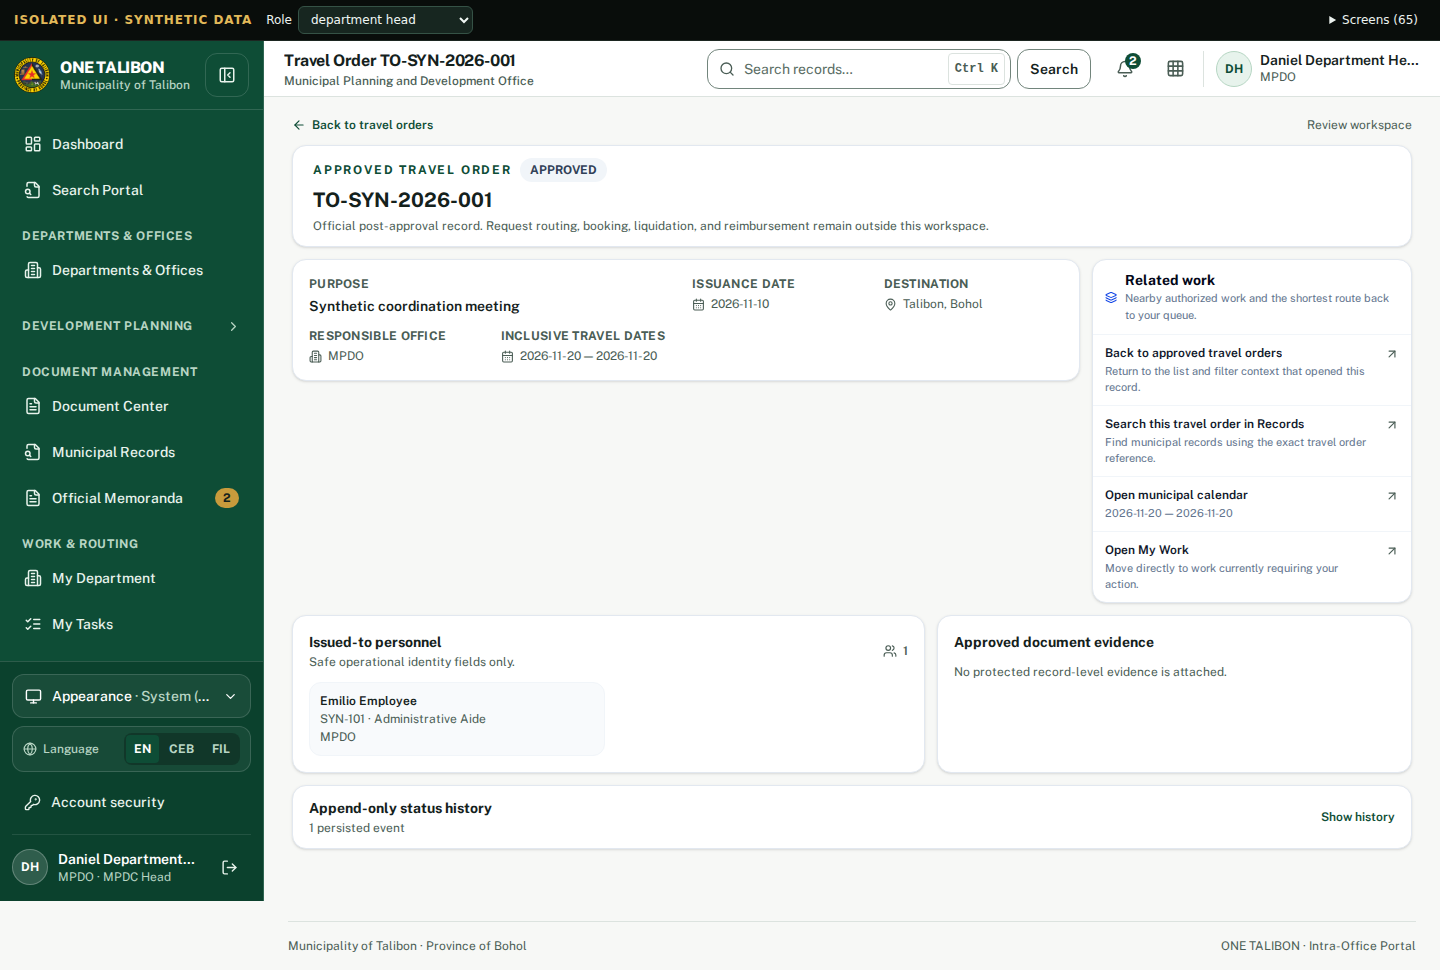 ISOLATED UI · SYNTHETIC DATA
Role
department head
▶ Screens (65)
ONE TALIBON
Municipality of Talibon
Travel Order TO-SYN-2026-001
Municipal Planning and Development Office
Search records...
Ctrl K
Search
2
DH
Daniel Department He...
MPDO
Dashboard
Search Portal
DEPARTMENTS & OFFICES
Departments & Offices
DEVELOPMENT PLANNING
DOCUMENT MANAGEMENT
Document Center
Municipal Records
Official Memoranda
2
WORK & ROUTING
My Department
My Tasks
Appearance · System (...
Language
EN
CEB
FIL
Account security
DH
Daniel Department...
MPDO · MPDC Head
Back to travel orders
Review workspace
APPROVED TRAVEL ORDER
APPROVED
TO-SYN-2026-001
Official post-approval record. Request routing, booking, liquidation, and reimbursement remain outside this workspace.
PURPOSE
Synthetic coordination meeting
ISSUANCE DATE
2026-11-10
DESTINATION
Talibon, Bohol
RESPONSIBLE OFFICE
MPDO
INCLUSIVE TRAVEL DATES
2026-11-20 — 2026-11-20
Related work
Nearby authorized work and the shortest route back
to your queue.
Back to approved travel orders
Return to the list and filter context that opened this
record.
Search this travel order in Records
Find municipal records using the exact travel order
reference.
Open municipal calendar
2026-11-20 — 2026-11-20
Open My Work
Move directly to work currently requiring your
action.
Issued-to personnel
Safe operational identity fields only.
1
Emilio Employee
SYN-101 · Administrative Aide
MPDO
Approved document evidence
No protected record-level evidence is attached.
Append-only status history
1 persisted event
Show history
Municipality of Talibon · Province of Bohol
ONE TALIBON · Intra-Office Portal